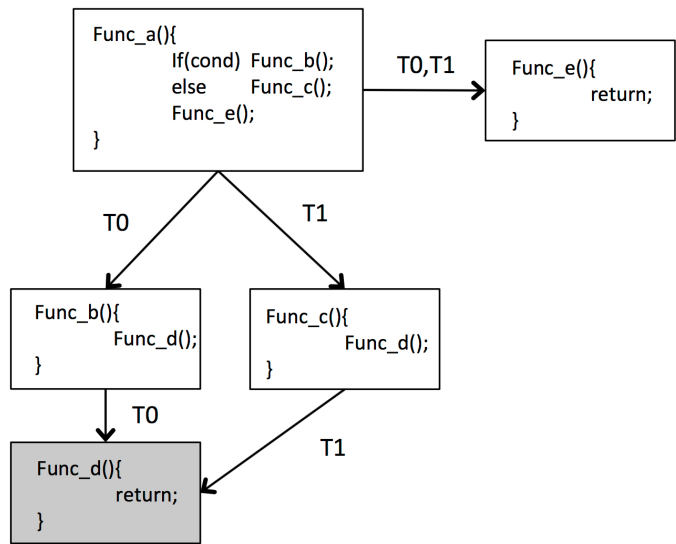 Func_a(){
If(cond) Func_b();
else Func_c();
Func_e();
}
T0,T1
Func_e(){
return;
}
T0
T1
Func_b(){
Func_d();
}
Func_c(){
Func_d();
}
T0
T1
Func_d(){
return;
}